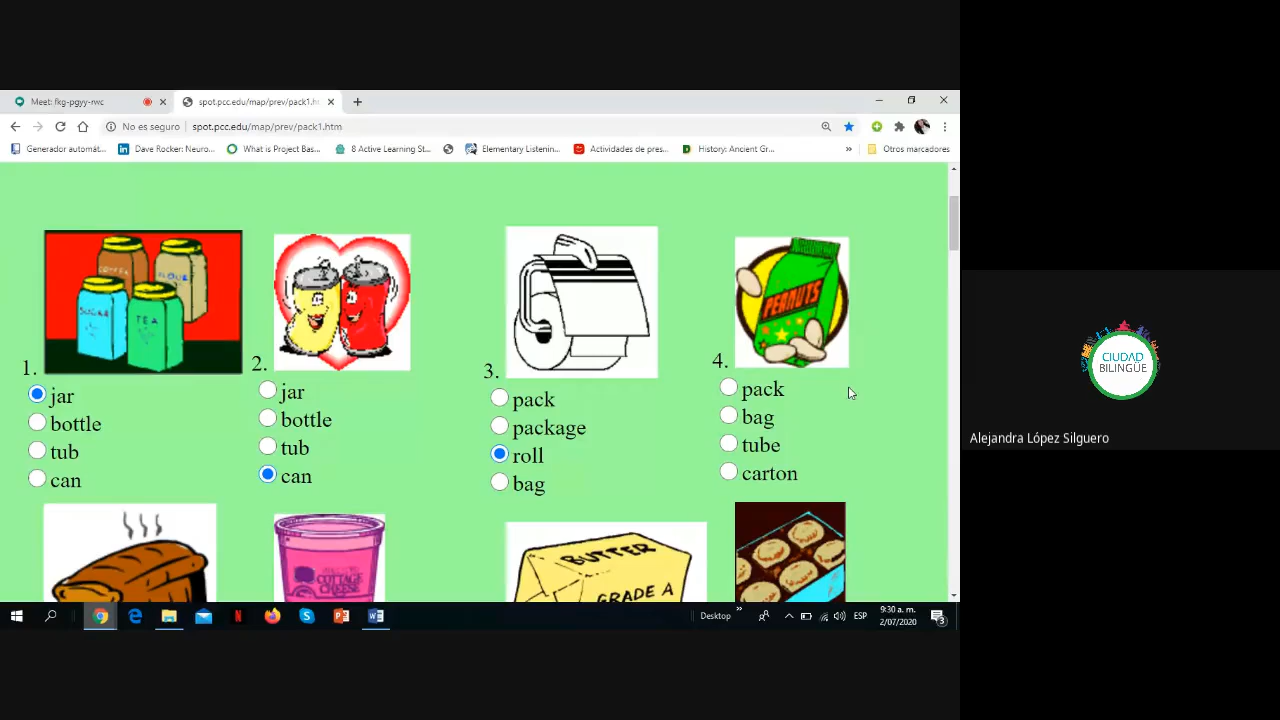 Meet: fkg-pgyy-rwc
spot.pcc.edu/map/prev/pack1.ht
No es seguro
spot.pcc.edu/map/prev/pack1.htm
Generador automát...
Dave Rocker: Neuro...
What is Project Bas...
8 Active Learning St...
Elementary Listenin...
Actividades de pres...
History: Ancient Gr...
»
Otros marcadores
COFFEE
FLOUR
SUGAR
TEA
PEANUTS
1.
2.
3.
4.
jar
bottle
tub
can
jar
bottle
tub
can
pack
package
roll
bag
pack
bag
tube
carton
COTTAGE
CHEESE
BUTTER
GRADE A
Desktop
»
ESP
9:30 a. m.
2/07/2020
3
CIUDAD
BILINGÜE
Alejandra López Silguero